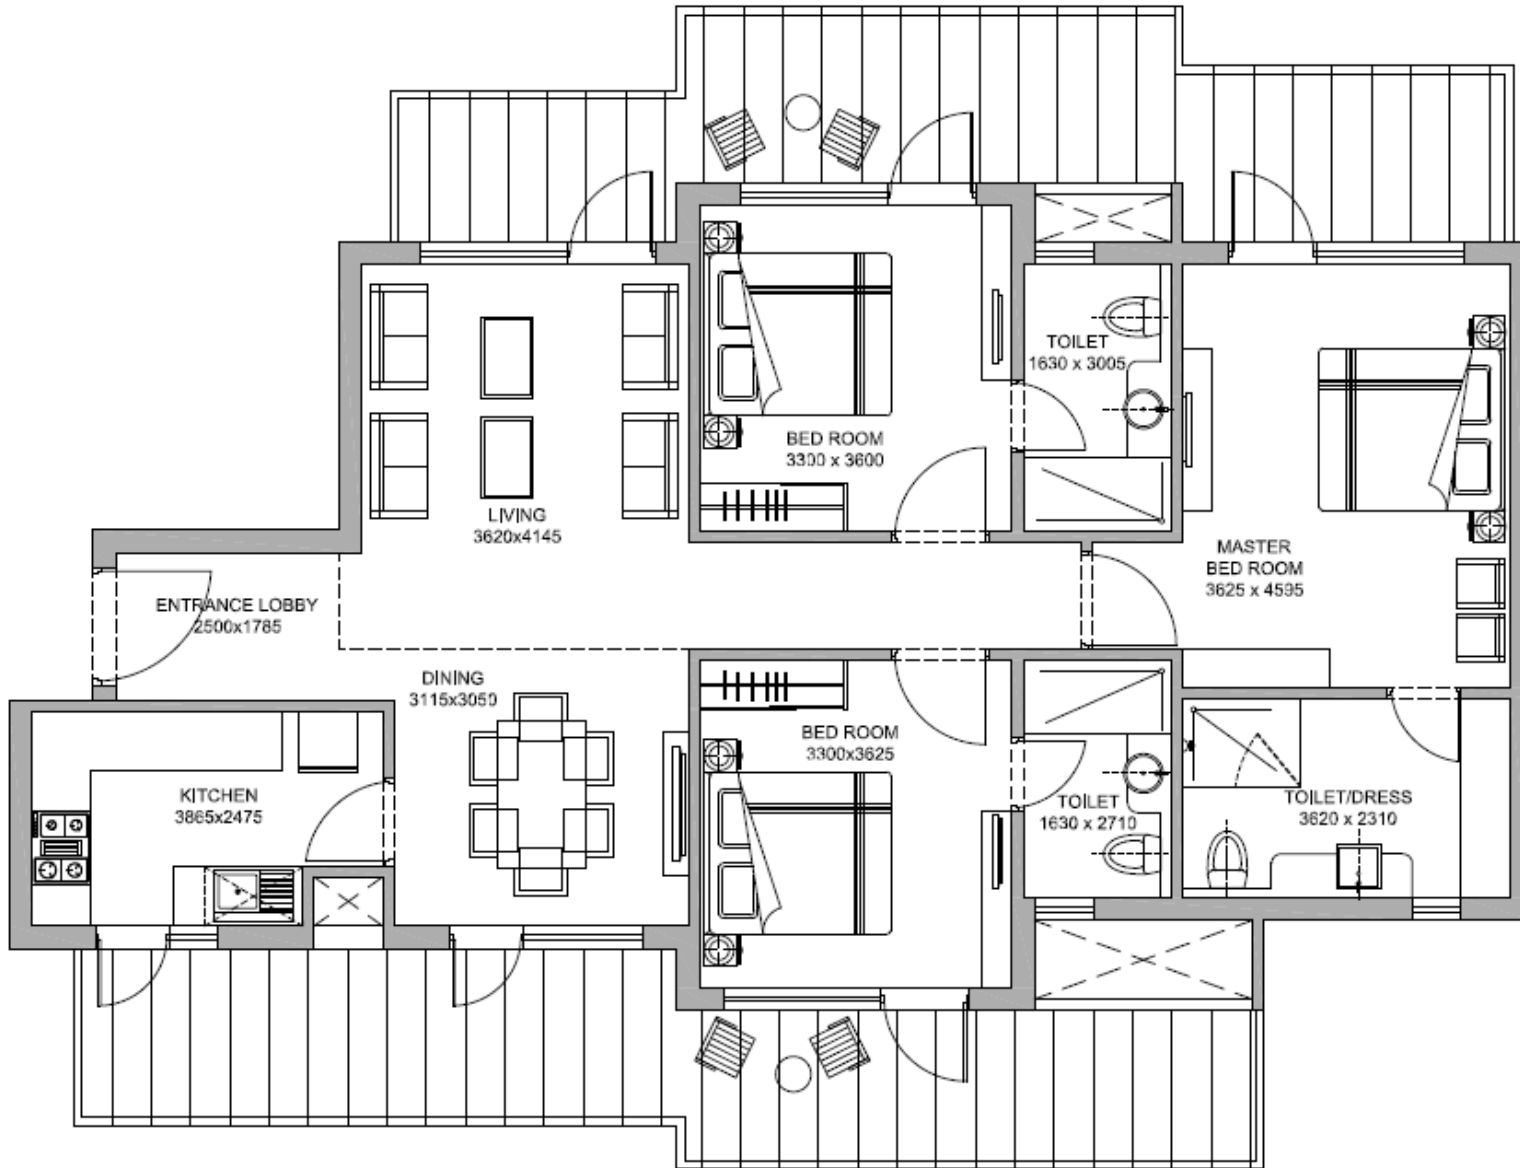 TOILET
1630 x 3005
BED ROOM
3300 x 3600
LIVING
3620x4145
MASTER
BED ROOM
3625 x 4595
ENTRANCE LOBBY
2500x1785
DINING
3115x3050
BED ROOM
3300x3625
KITCHEN
3865x2475
TOILET
1630 x 2710
TOILET/DRESS
3620 x 2310